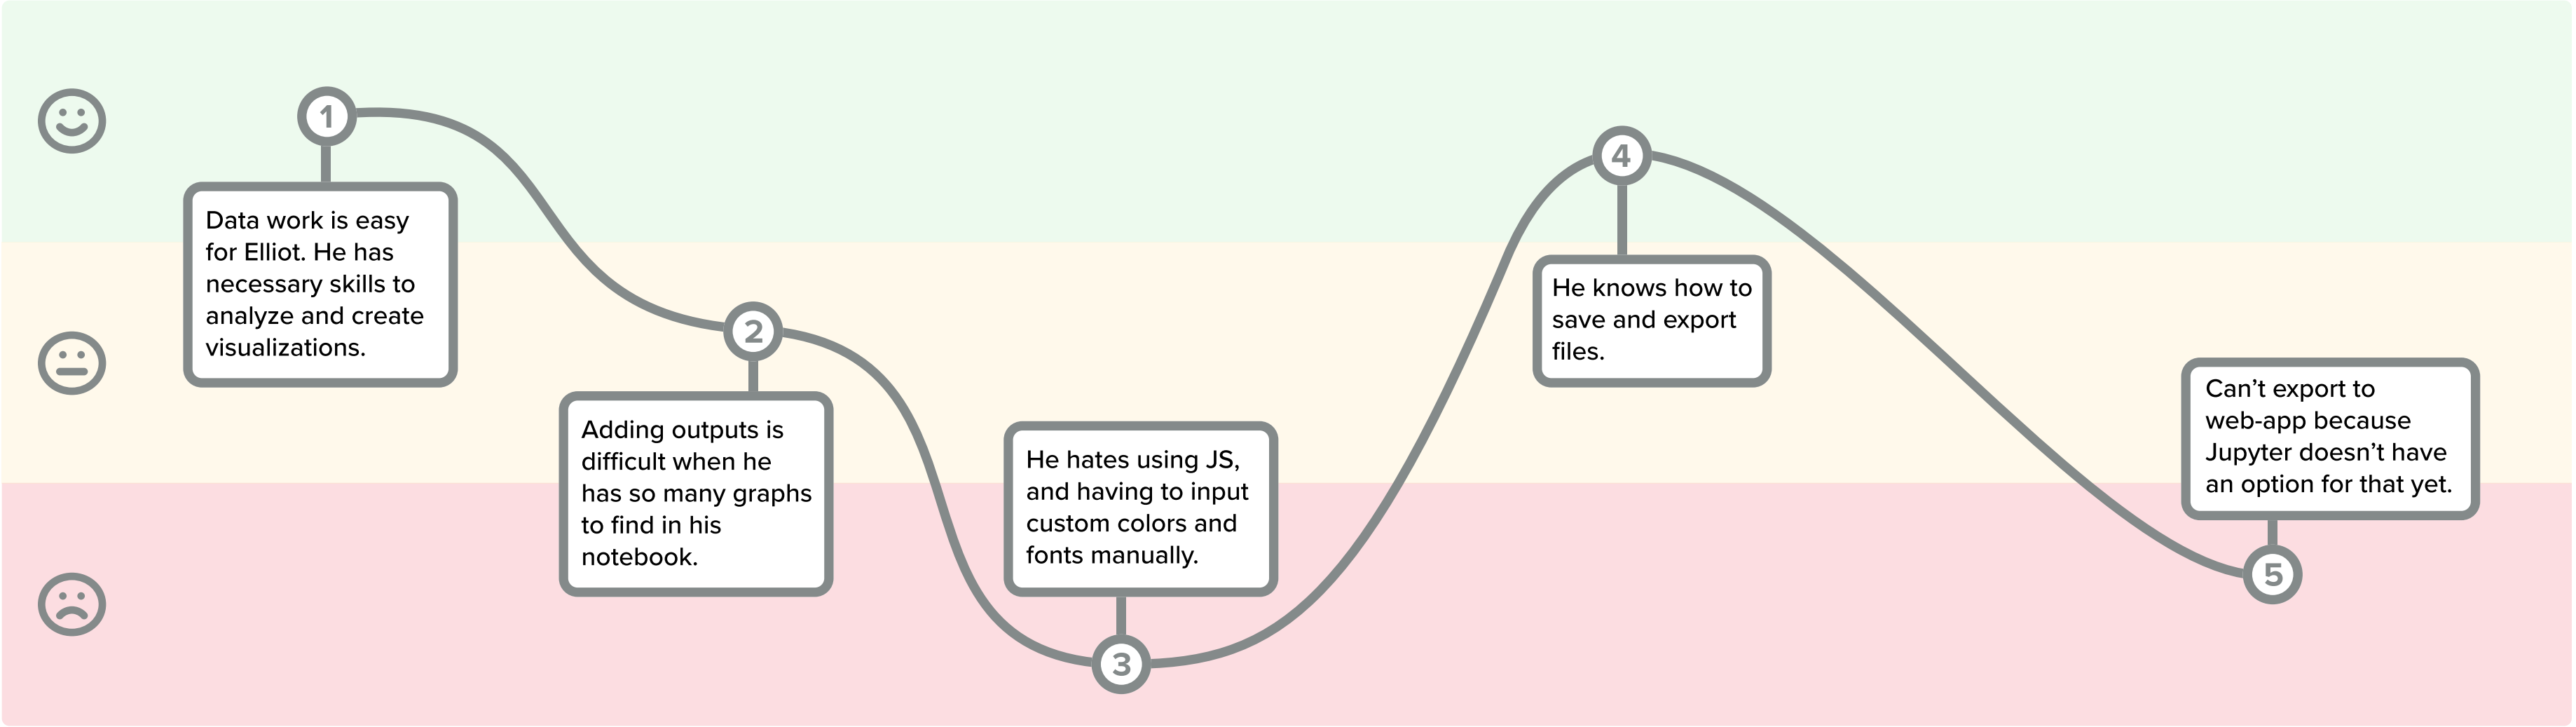 1
Data work is easy
for Elliot. He has
necessary skills to
analyze and create
visualizations.
2
Adding outputs is
difficult when he
has so many graphs
to find in his
notebook.
He hates using JS,
and having to input
custom colors and
fonts manually.
3
4
He knows how to
save and export
files.
Can’t export to
web-app because
Jupyter doesn’t have
an option for that yet.
5